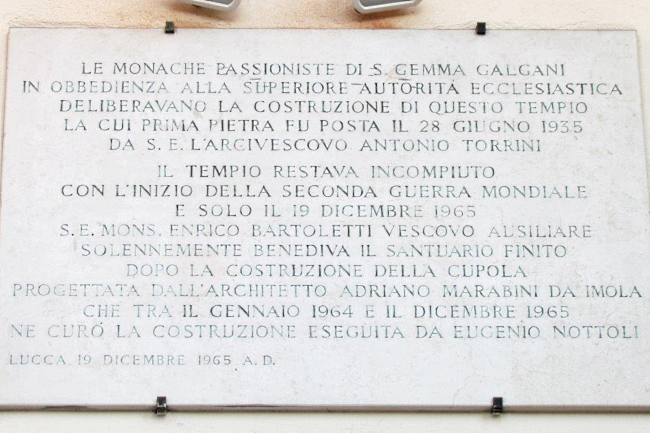 LE MONACHE PASSIONISTE DI S. GEMMA GALGANI
IN OBBEDIENZA ALLA SUPERIORE AUTORITÀ ECCLESIASTICA
DELIBERAVANO LA COSTRUZIONE DI QUESTO TEMPIO
LA CUI PRIMA PIETRA FU POSTA IL 28 GIUGNO 1935
DA S. E. L'ARCIVESCOVO ANTONIO TORRINI
IL TEMPIO RESTAVA INCOMPIUTO
CON L'INIZIO DELLA SECONDA GUERRA MONDIALE
E SOLO IL 19 DICEMBRE 1965
S. E. MONS. ENRICO BARTOLETTI VESCOVO AUSILIARE
SOLENNEMENTE BENEDIVA IL SANTUARIO FINITO
DOPO LA COSTRUZIONE DELLA CUPOLA
PROGETTATA DALL'ARCHITETTO ADRIANO MARABINI DA IMOLA
CHE TRA IL GENNAIO 1964 E IL DICEMBRE 1965
NE CURÒ LA COSTRUZIONE ESEGUITA DA EUGENIO NOTTOLI
LUCCA, 19 DICEMBRE 1965 A. D.